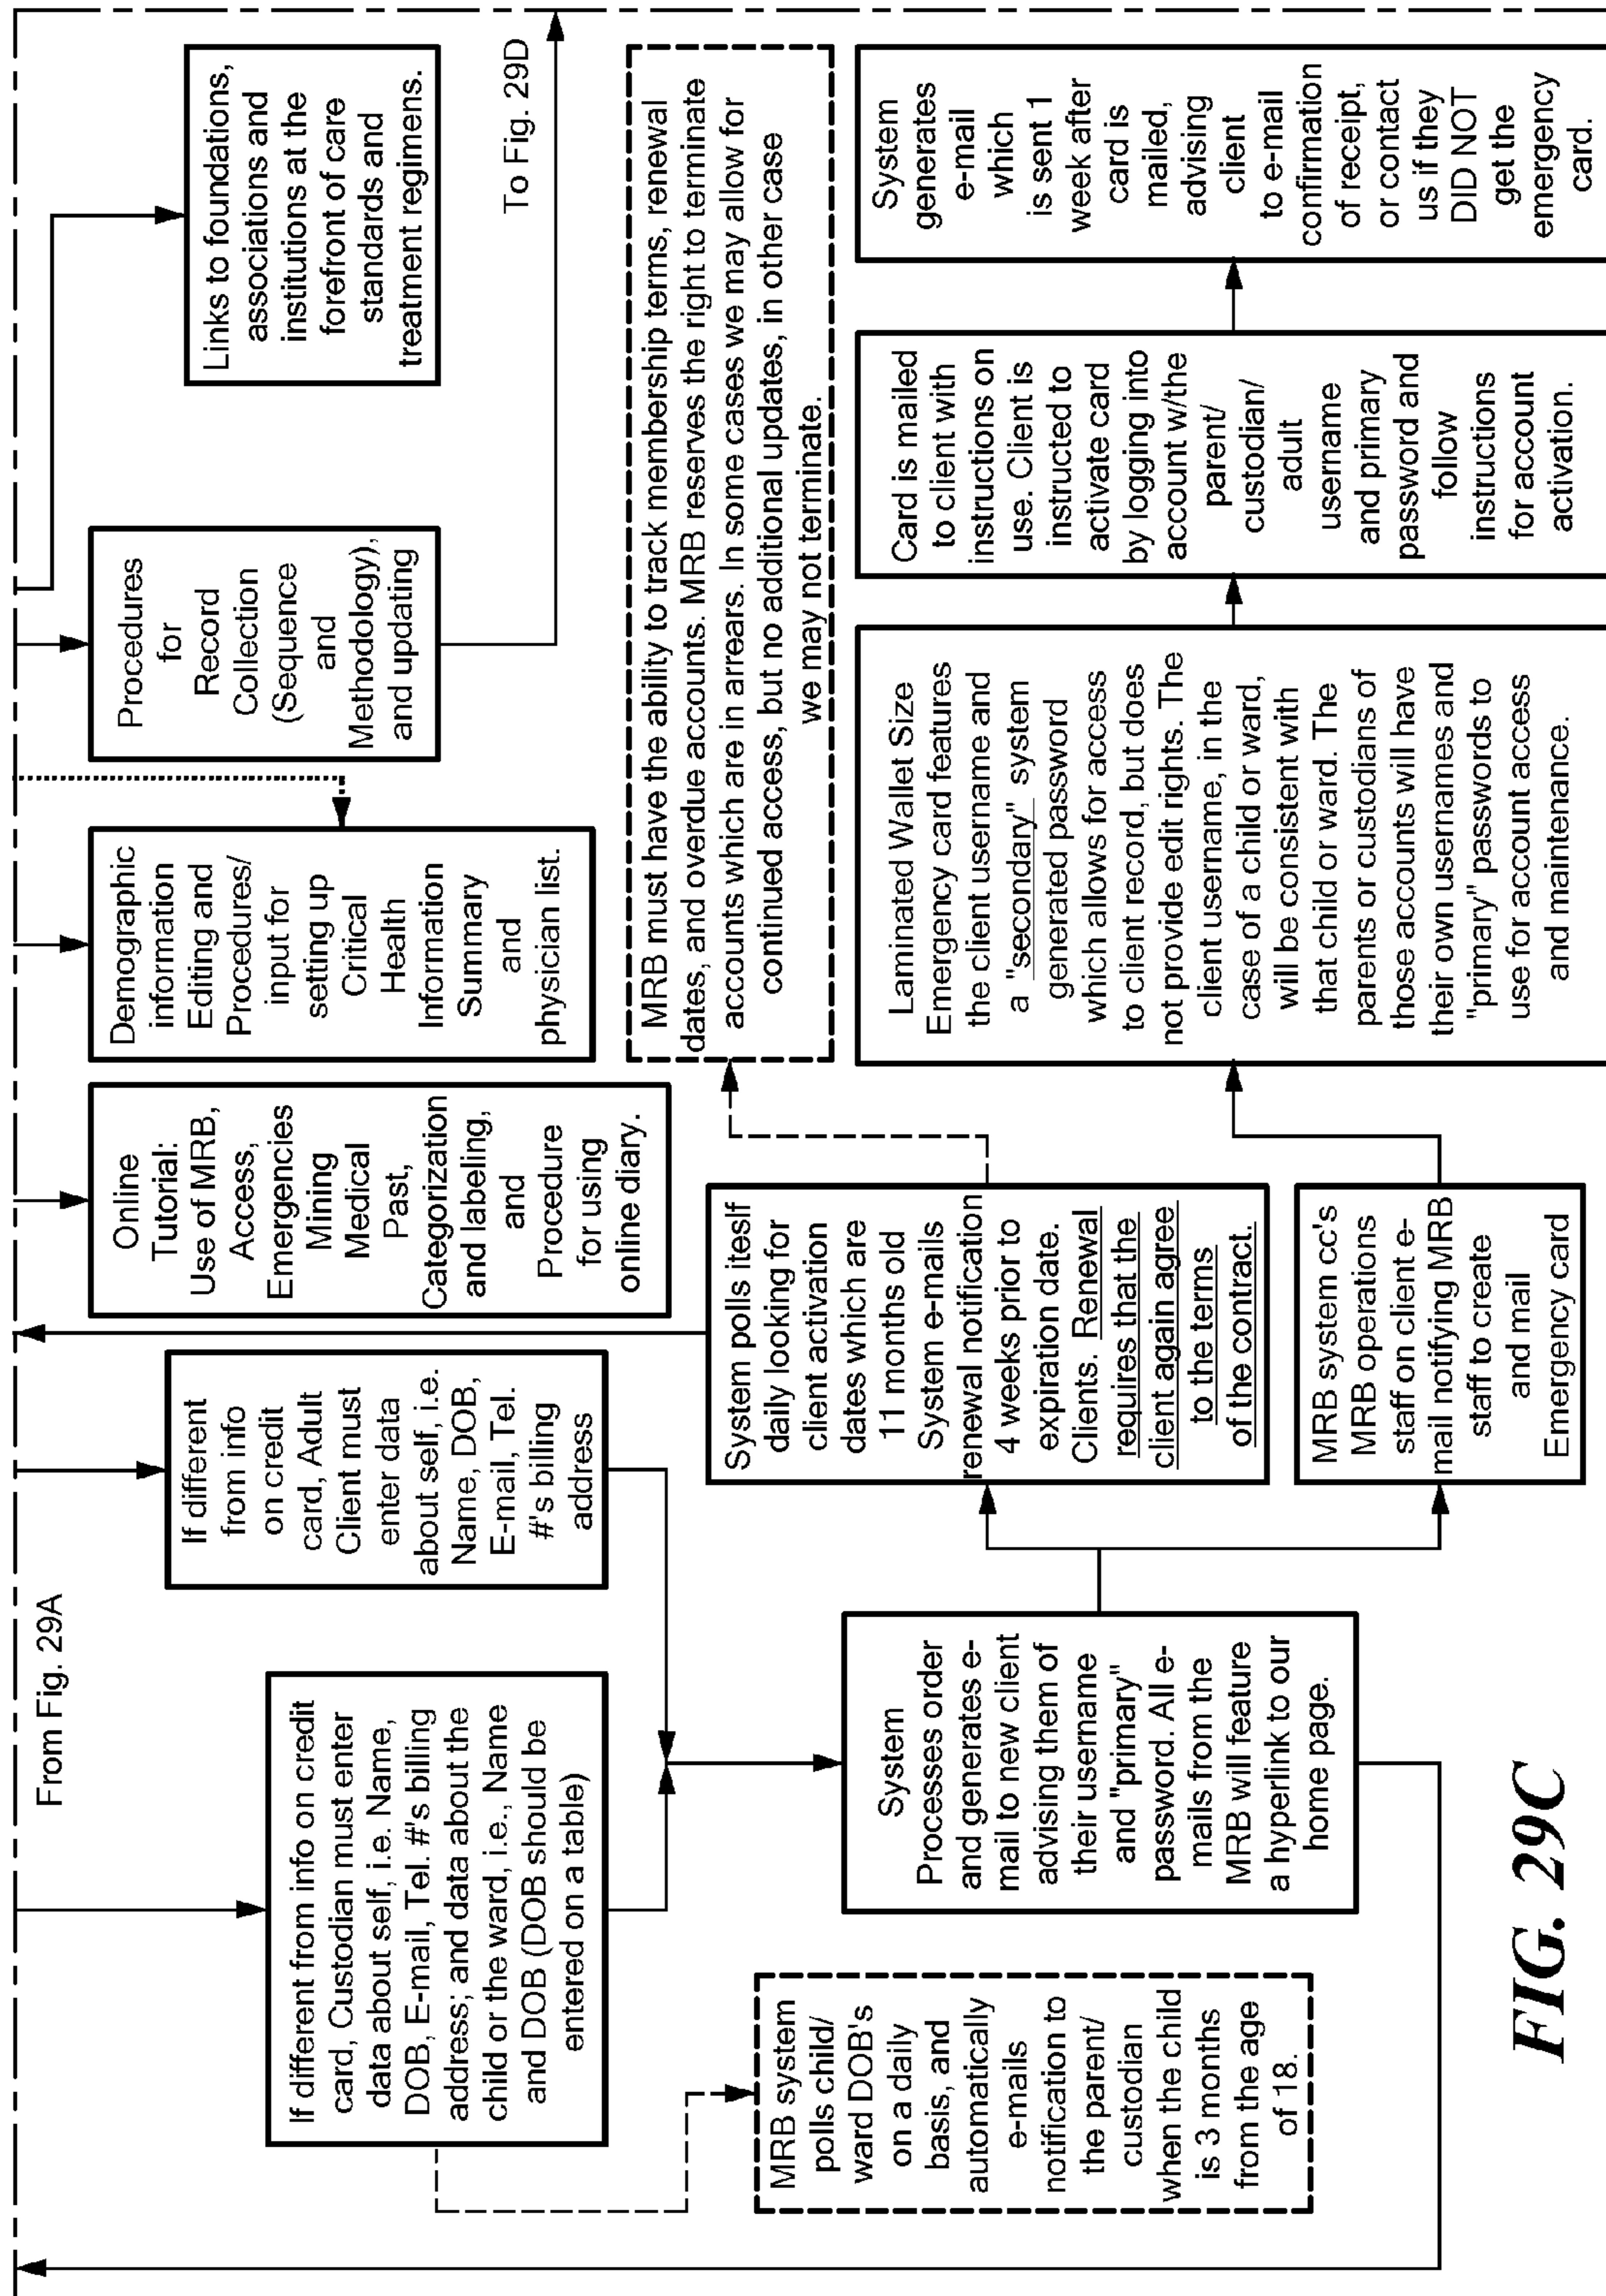 From Fig. 29A
If different from info on credit
card, Custodian must enter
data about self, i.e. Name,
DOB, E-mail, Tel. #'s billing
address; and data about the
child or the ward, i.e., Name
and DOB (DOB should be
entered on a table)
If different
from info
on credit
card, Adult
Client must
enter data
about self, i.e.
Name, DOB,
E-mail, Tel.
#'s billing
address
Online
Tutorial:
Use of MRB,
Access,
Emergencies
Mining
Medical
Past,
Categorization
and labeling,
and
Procedure
for using
online diary.
Demographic
information
Editing and
Procedures/
input for
setting up
Critical
Health
Information
Summary
and
physician list.
Procedures
for
Record
Collection
(Sequence
and
Methodology),
and updating
Links to foundations,
associations and
institutions at the
forefront of care
standards and
treatment regimens.
To Fig. 29D
MRB system
polls child/
ward DOB's
on a daily
basis, and
automatically
e-mails
notification to
the parent/
custodian
when the child
is 3 months
from the age
of 18.
System
Processes order
and generates e-
mail to new client
advising them of
their username
and "primary"
password. All e-
mails from the
MRB will feature
a hyperlink to our
home page.
System polls iteslf
daily looking for
client activation
dates which are
11 months old
System e-mails
renewal notification
4 weeks prior to
expiration date.
Clients. Renewal
requires that the
client again agree
to the terms
of the contract.
MRB must have the ability to track membership terms, renewal
dates, and overdue accounts. MRB reserves the right to terminate
accounts which are in arrears. In some cases we may allow for
continued access, but no additional updates, in other case
we may not terminate.
MRB system cc's
MRB operations
staff on client e-
mail notifying MRB
staff to create
and mail
Emergency card
Laminated Wallet Size
Emergency card features
the client username and
a "secondary" system
generated password
which allows for access
to client record, but does
not provide edit rights. The
client username, in the
case of a child or ward,
will be consistent with
that child or ward. The
parents or custodians of
those accounts will have
their own usernames and
"primary" passwords to
use for account access
and maintenance.
Card is mailed
to client with
instructions on
use. Client is
instructed to
activate card
by logging into
account w/the
parent/
custodian/
adult
username
and primary
password and
follow
instructions
for account
activation.
System
generates
e-mail
which
is sent 1
week after
card is
mailed,
advising
client
to e-mail
confirmation
of receipt,
or contact
us if they
DID NOT
get the
emergency
card.
FIG. 29C